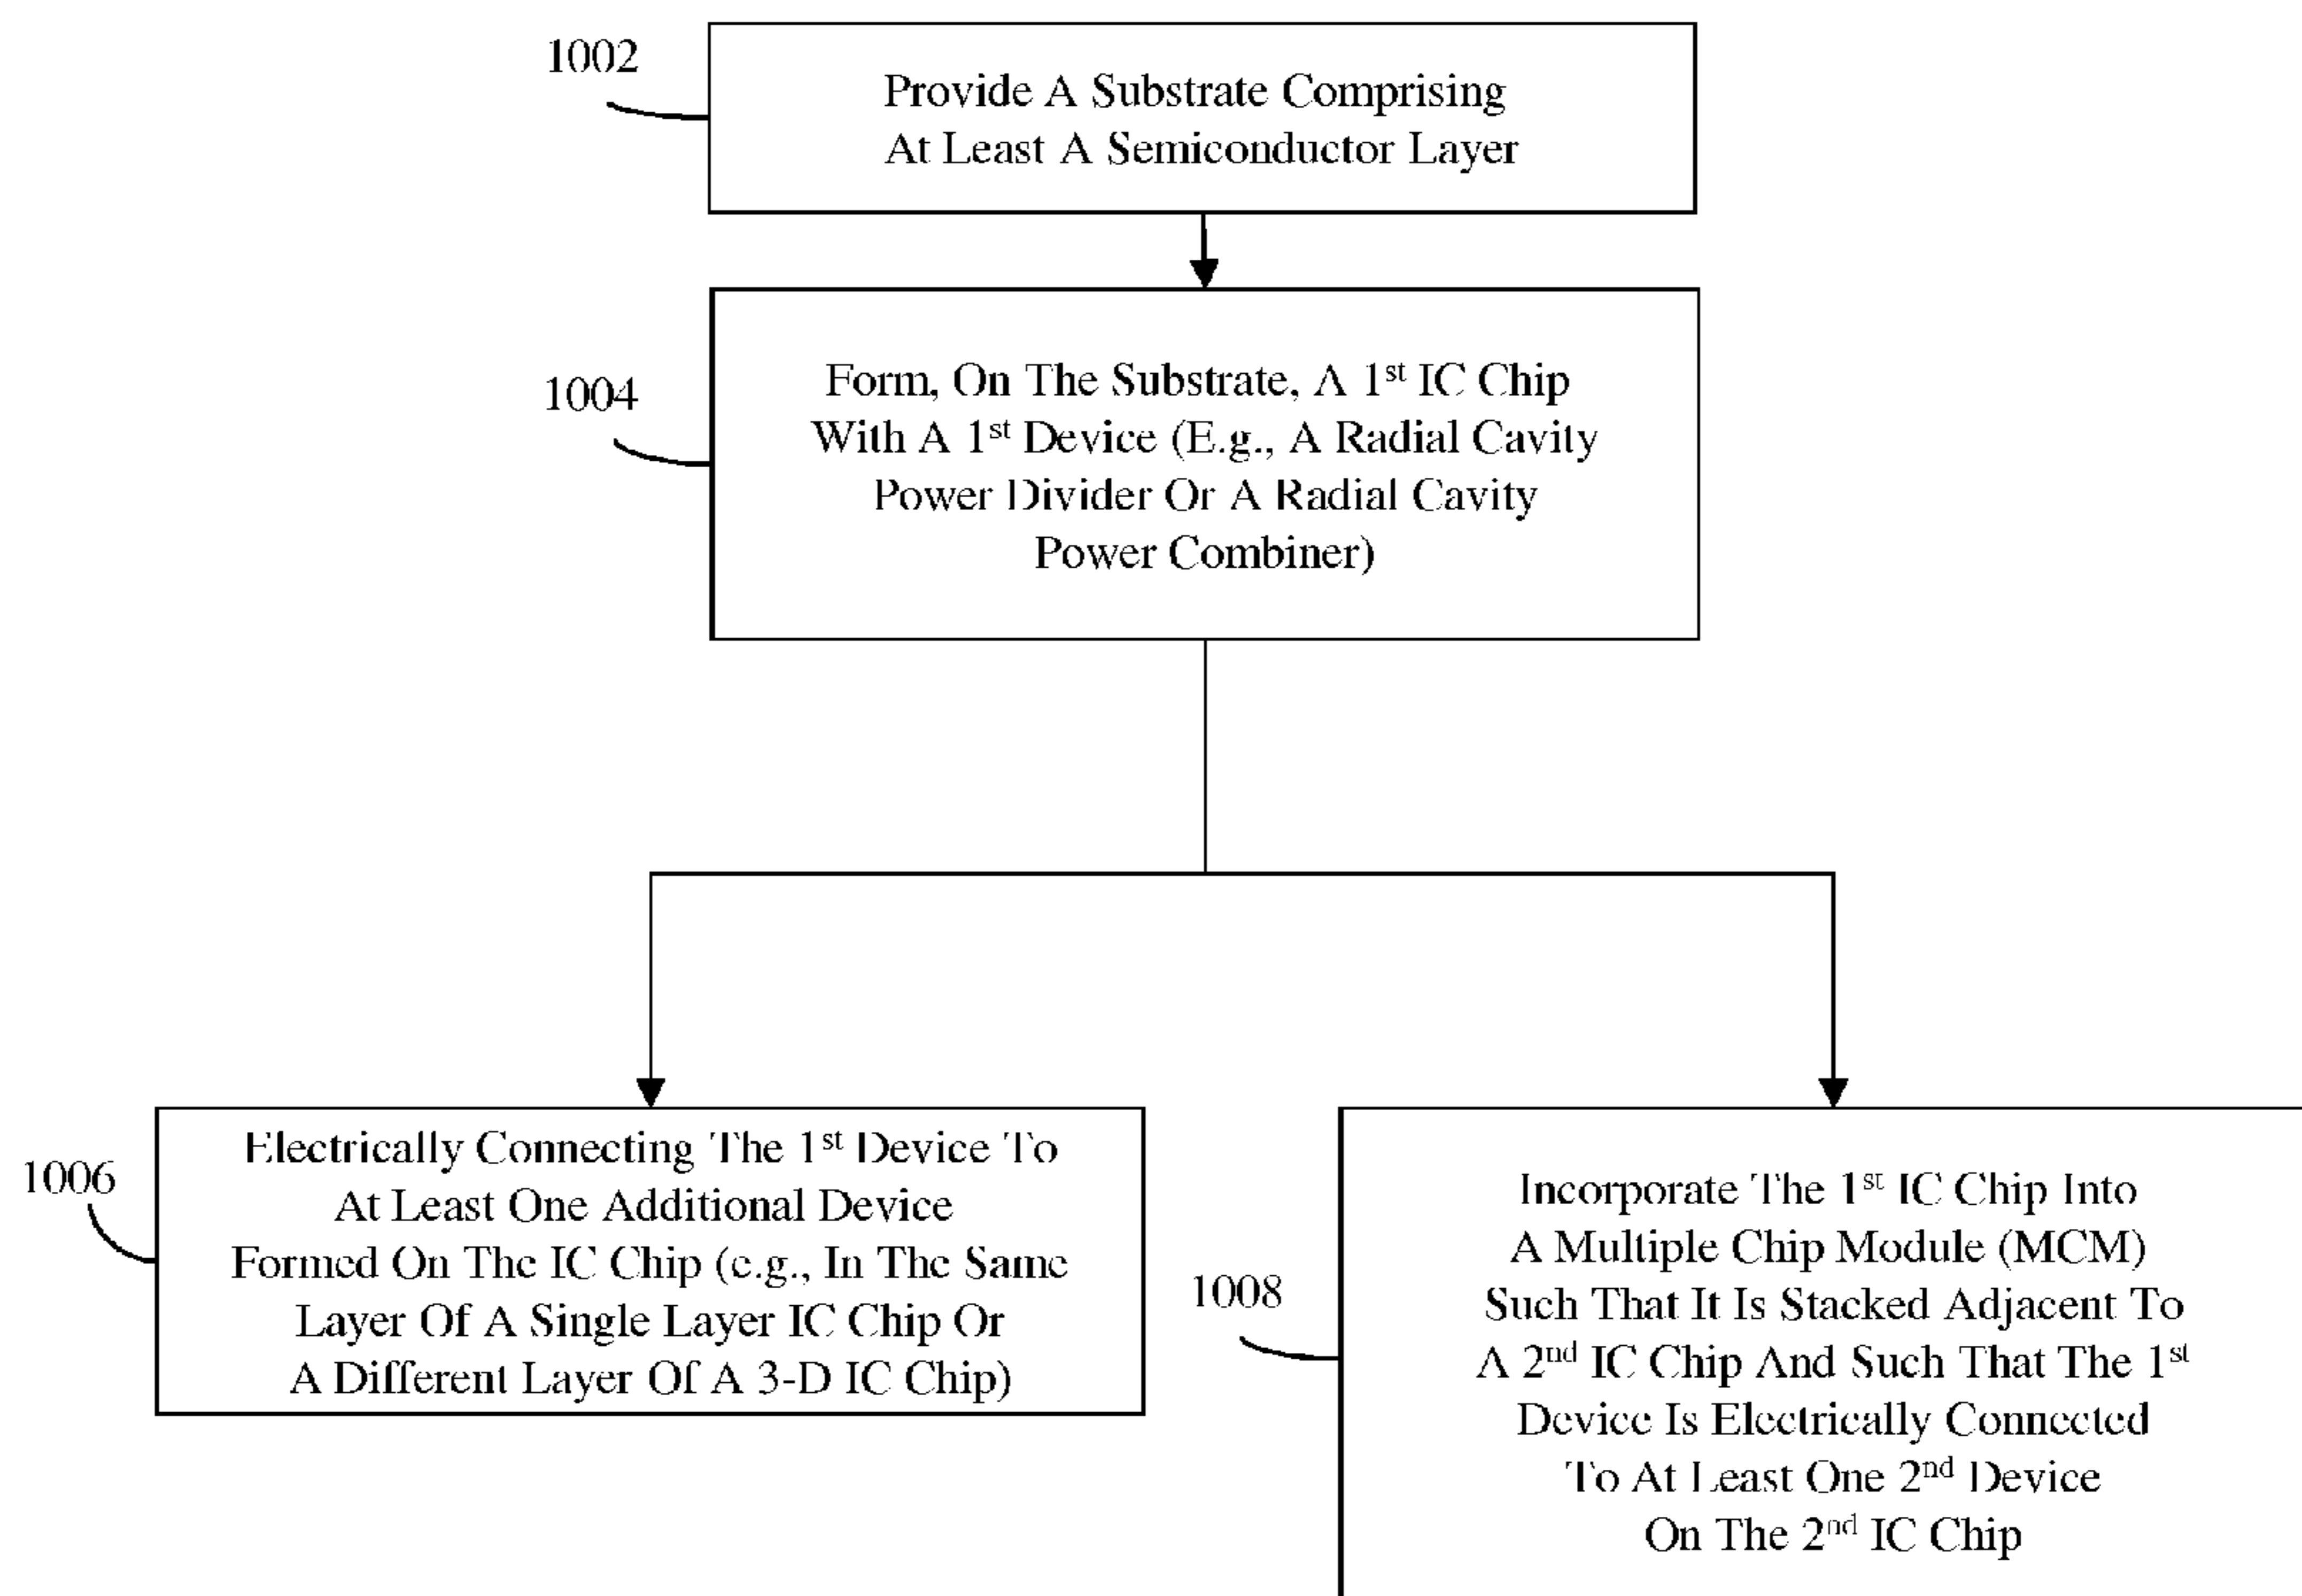 1002
Provide A Substrate Comprising
At Least A Semiconductor Layer
1004
Form, On The Substrate, A 1st IC Chip
With A 1st Device (E.g., A Radial Cavity
Power Divider Or A Radial Cavity
Power Combiner)
1006
Electrically Connecting The 1st Device To
At Least One Additional Device
Formed On The IC Chip (e.g., In The Same
Layer Of A Single Layer IC Chip Or
A Different Layer Of A 3-D IC Chip)
1008
Incorporate The 1st IC Chip Into
A Multiple Chip Module (MCM)
Such That It Is Stacked Adjacent To
A 2nd IC Chip And Such That The 1st
Device Is Electrically Connected
To At Least One 2nd Device
On The 2nd IC Chip